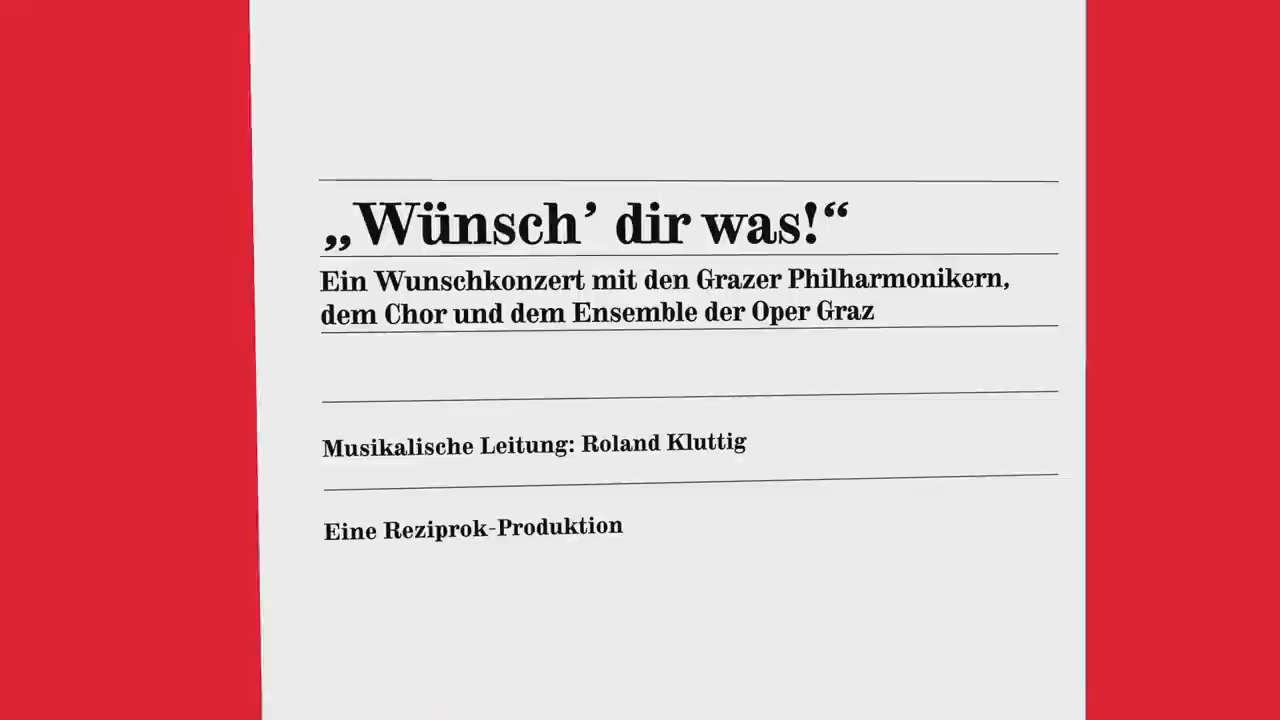 „Wünsch’ dir was!“
Ein Wunschkonzert mit den Grazer Philharmonikern,
dem Chor und dem Ensemble der Oper Graz
Musikalische Leitung: Roland Kluttig
Eine Reziprok-Produktion